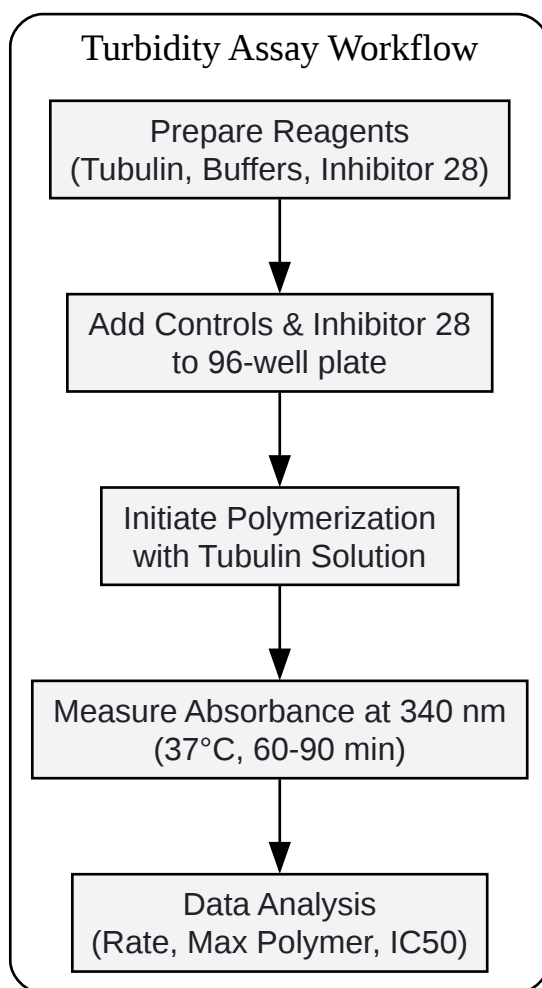 Turbidity Assay Workflow
Prepare Reagents
(Tubulin, Buffers, Inhibitor 28)
Add Controls & Inhibitor 28
to 96-well plate
Initiate Polymerization
with Tubulin Solution
Measure Absorbance at 340 nm
(37°C, 60-90 min)
Data Analysis
(Rate, Max Polymer, IC50)